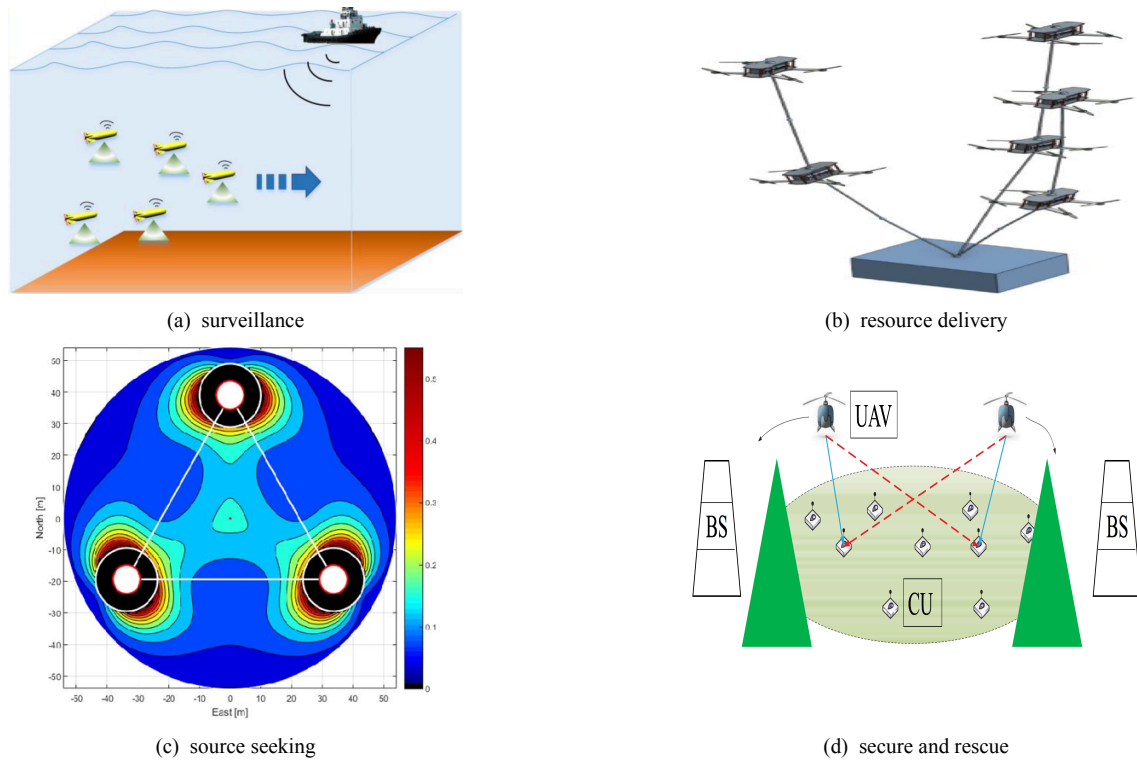 (a) surveillance
(b) resource delivery
50
40
30
20
10
0
-10
-20
-30
-40
-50
North [m]
-50 -40 -30 -20 -10 0 10 20 30 40 50
East [m]
0.5
0.4
0.3
0.2
0.1
0
(c) source seeking
UAV
BS
BS
CU
(d) secure and rescue